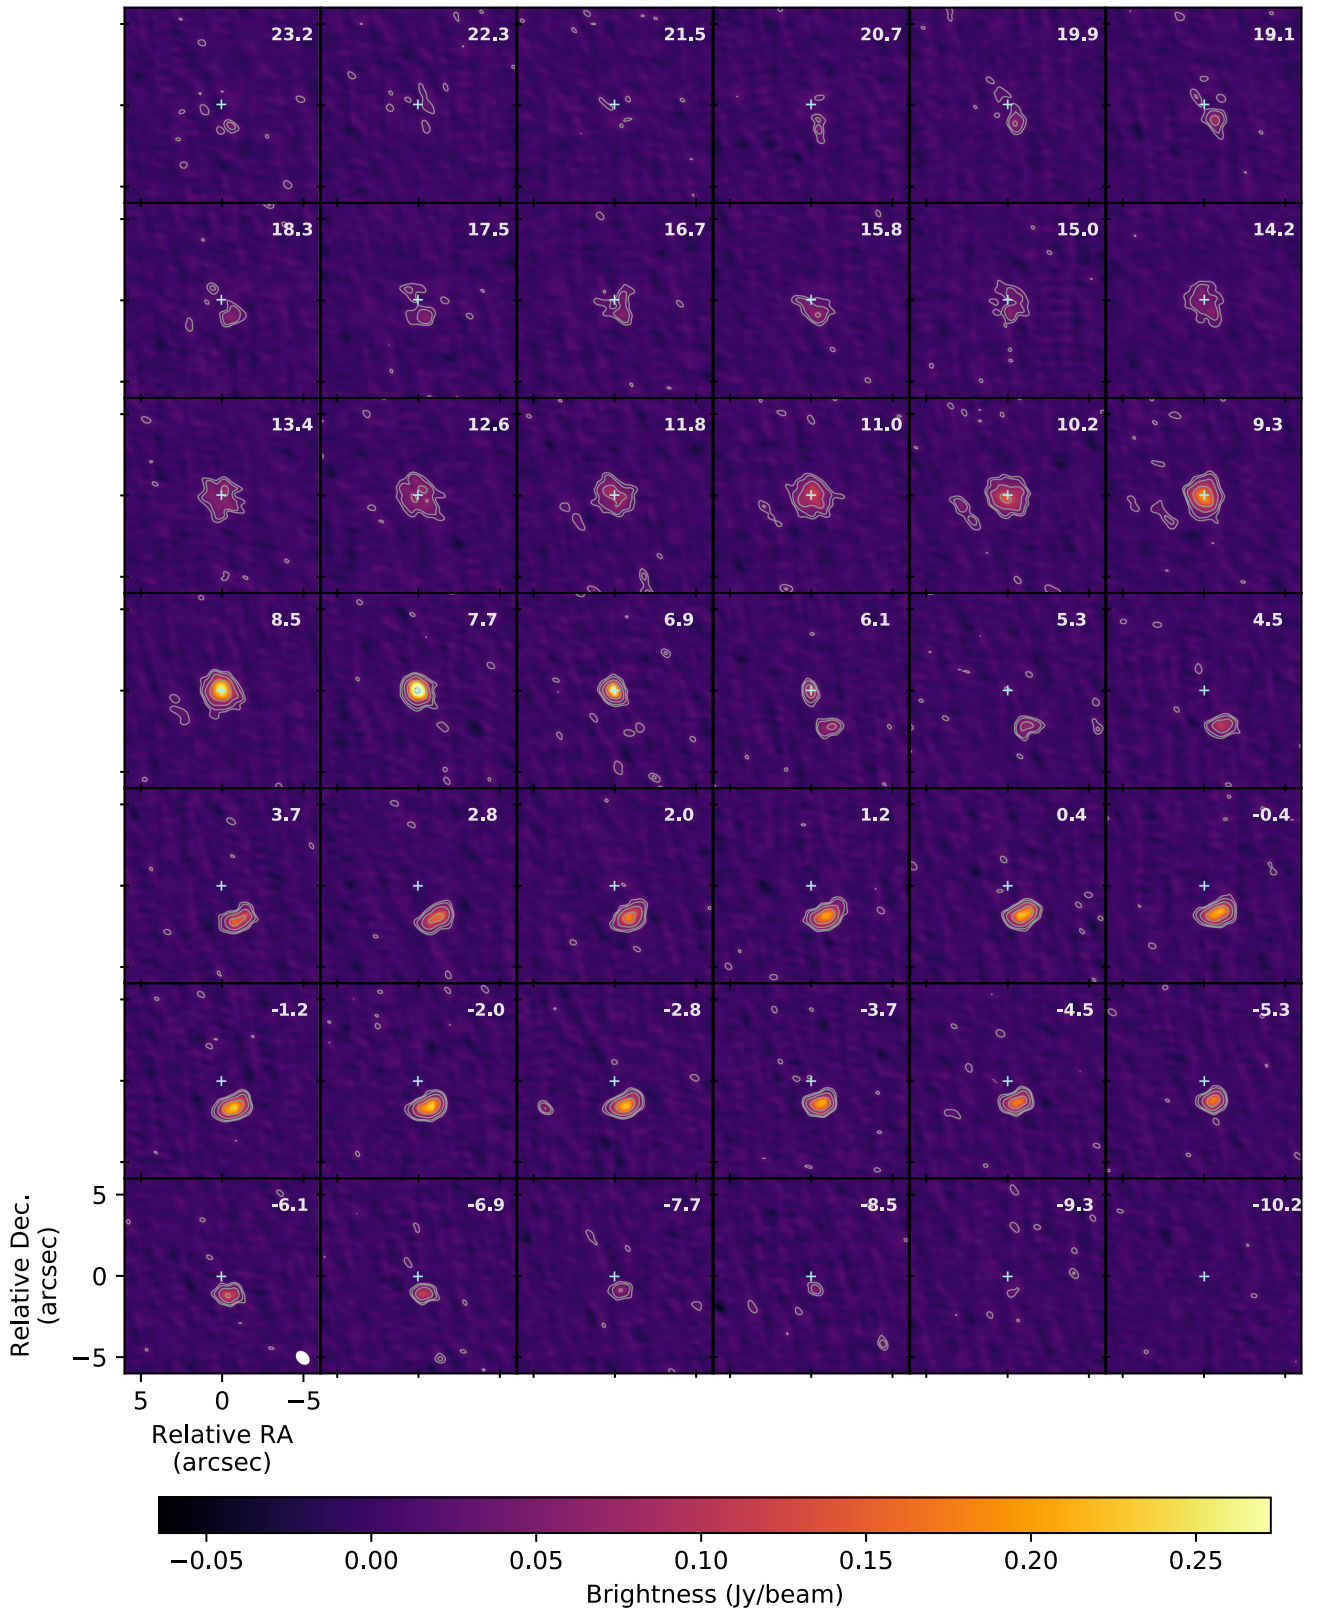 23.2 22.3 21.5 20.7 19.9 19.1
18.3 17.5 16.7 15.8 15.0 14.2
13.4 12.6 11.8 11.0 10.2 9.3
8.5 7.7 6.9 6.1 5.3 4.5
3.7 2.8 2.0 1.2 0.4 -0.4
-1.2 -2.0 -2.8 -3.7 -4.5 -5.3
-6.1 -6.9 -7.7 -8.5 -9.3 -10.2
5
0
−5
Relative Dec.
(arcsec)
5 0 −5
Relative RA
(arcsec)
−0.05 0.00 0.05 0.10 0.15 0.20 0.25
Brightness (Jy/beam)